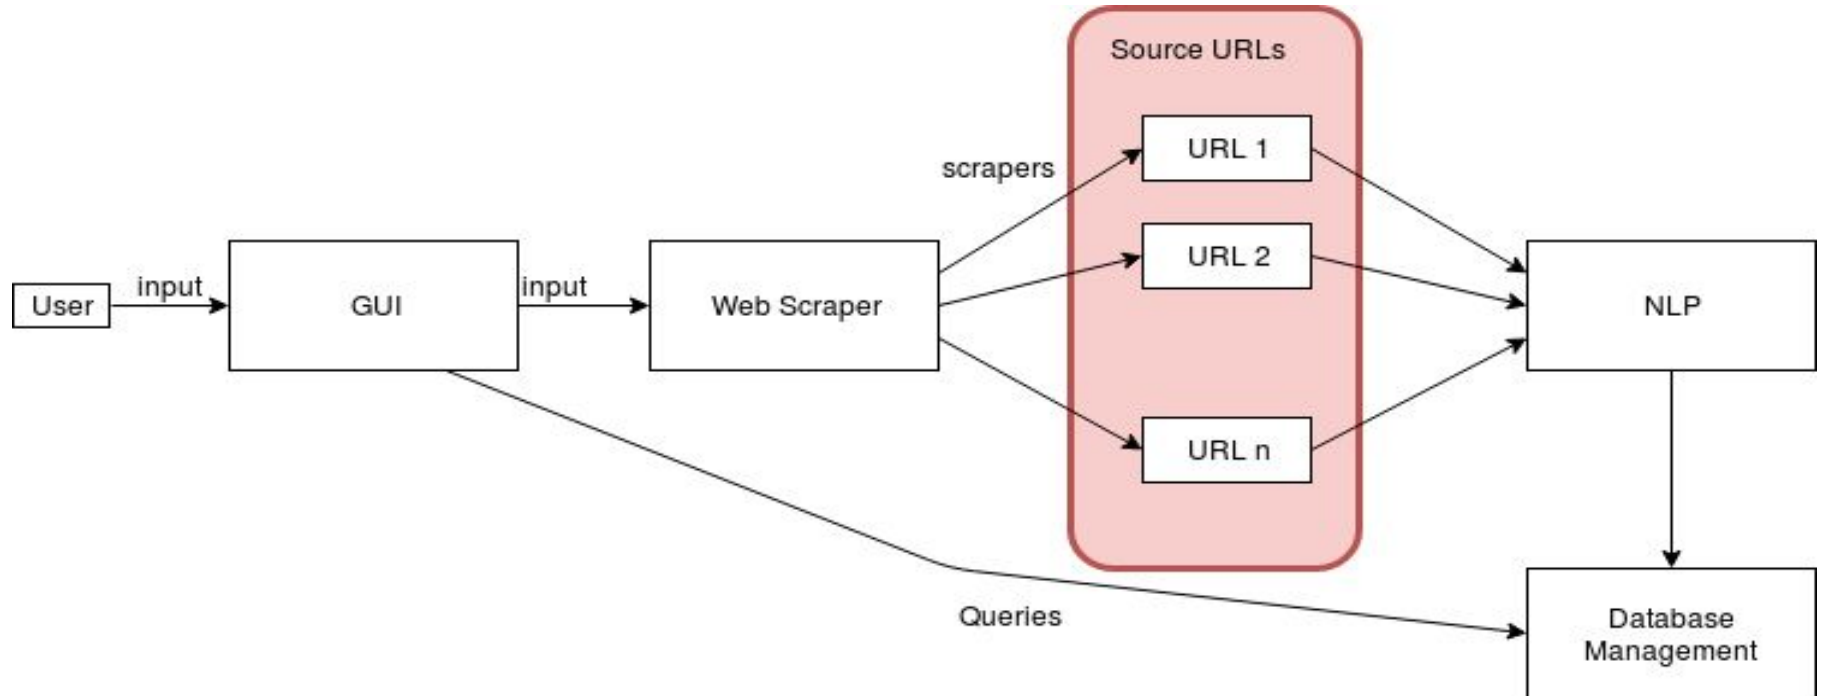 Source URLs
URL 1
scrapers
URL 2
User
input
GUI
input
Web Scraper
NLP
URL n
Queries
Database
Management